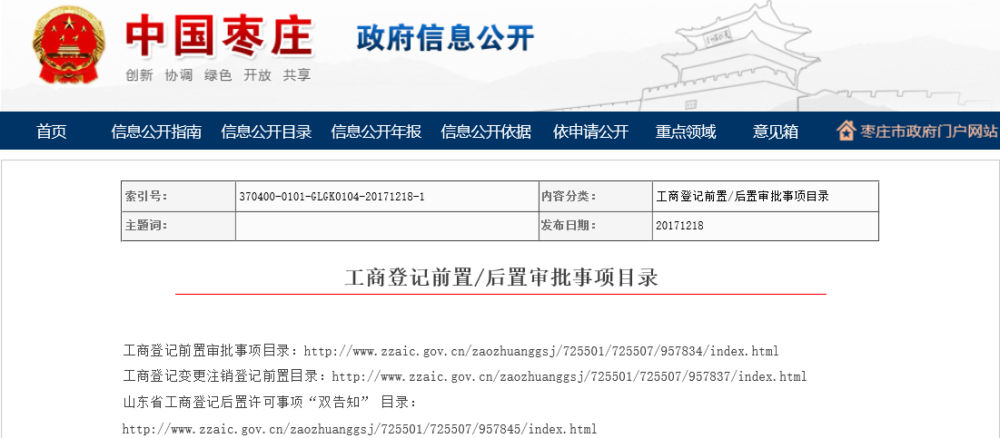 中国枣庄
政府信息公开
创新 协调 绿色 开放 共享
首页 信息公开指南 信息公开目录 信息公开年报 信息公开依据 依申请公开 重点领域 意见箱 枣庄市政府门户网站
索引号： 370400-0101-GLGK0104-20171218-1 内容分类： 工商登记前置/后置审批事项目录
主题词： 发布日期： 20171218
工商登记前置/后置审批事项目录
工商登记前置审批事项目录：http://www.zzaic.gov.cn/zaozhuanggsj/725501/725507/957834/index.html
工商登记变更注销登记前置目录：http://www.zzaic.gov.cn/zaozhuanggsj/725501/725507/957837/index.html
山东省工商登记后置许可事项“双告知” 目录：
http://www.zzaic.gov.cn/zaozhuanggsj/725501/725507/957845/index.html